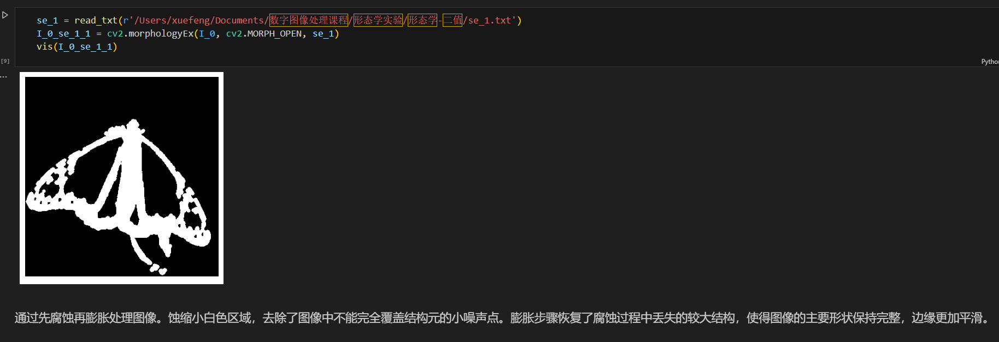 se_1 = read_txt(r'/Users/xuefeng/Documents/数字图像处理课程/形态学实验/形态学-二值/se_1.txt')
I_0_se_1_1 = cv2.morphologyEx(I_0, cv2.MORPH_OPEN, se_1)
vis(I_0_se_1_1)
[9]
Pytho
...
通过先腐蚀再膨胀处理图像。蚀缩小白色区域，去除了图像中不能完全覆盖结构元的小噪声点。膨胀步骤恢复了腐蚀过程中丢失的较大结构，使得图像的主要形状保持完整，边缘更加平滑。